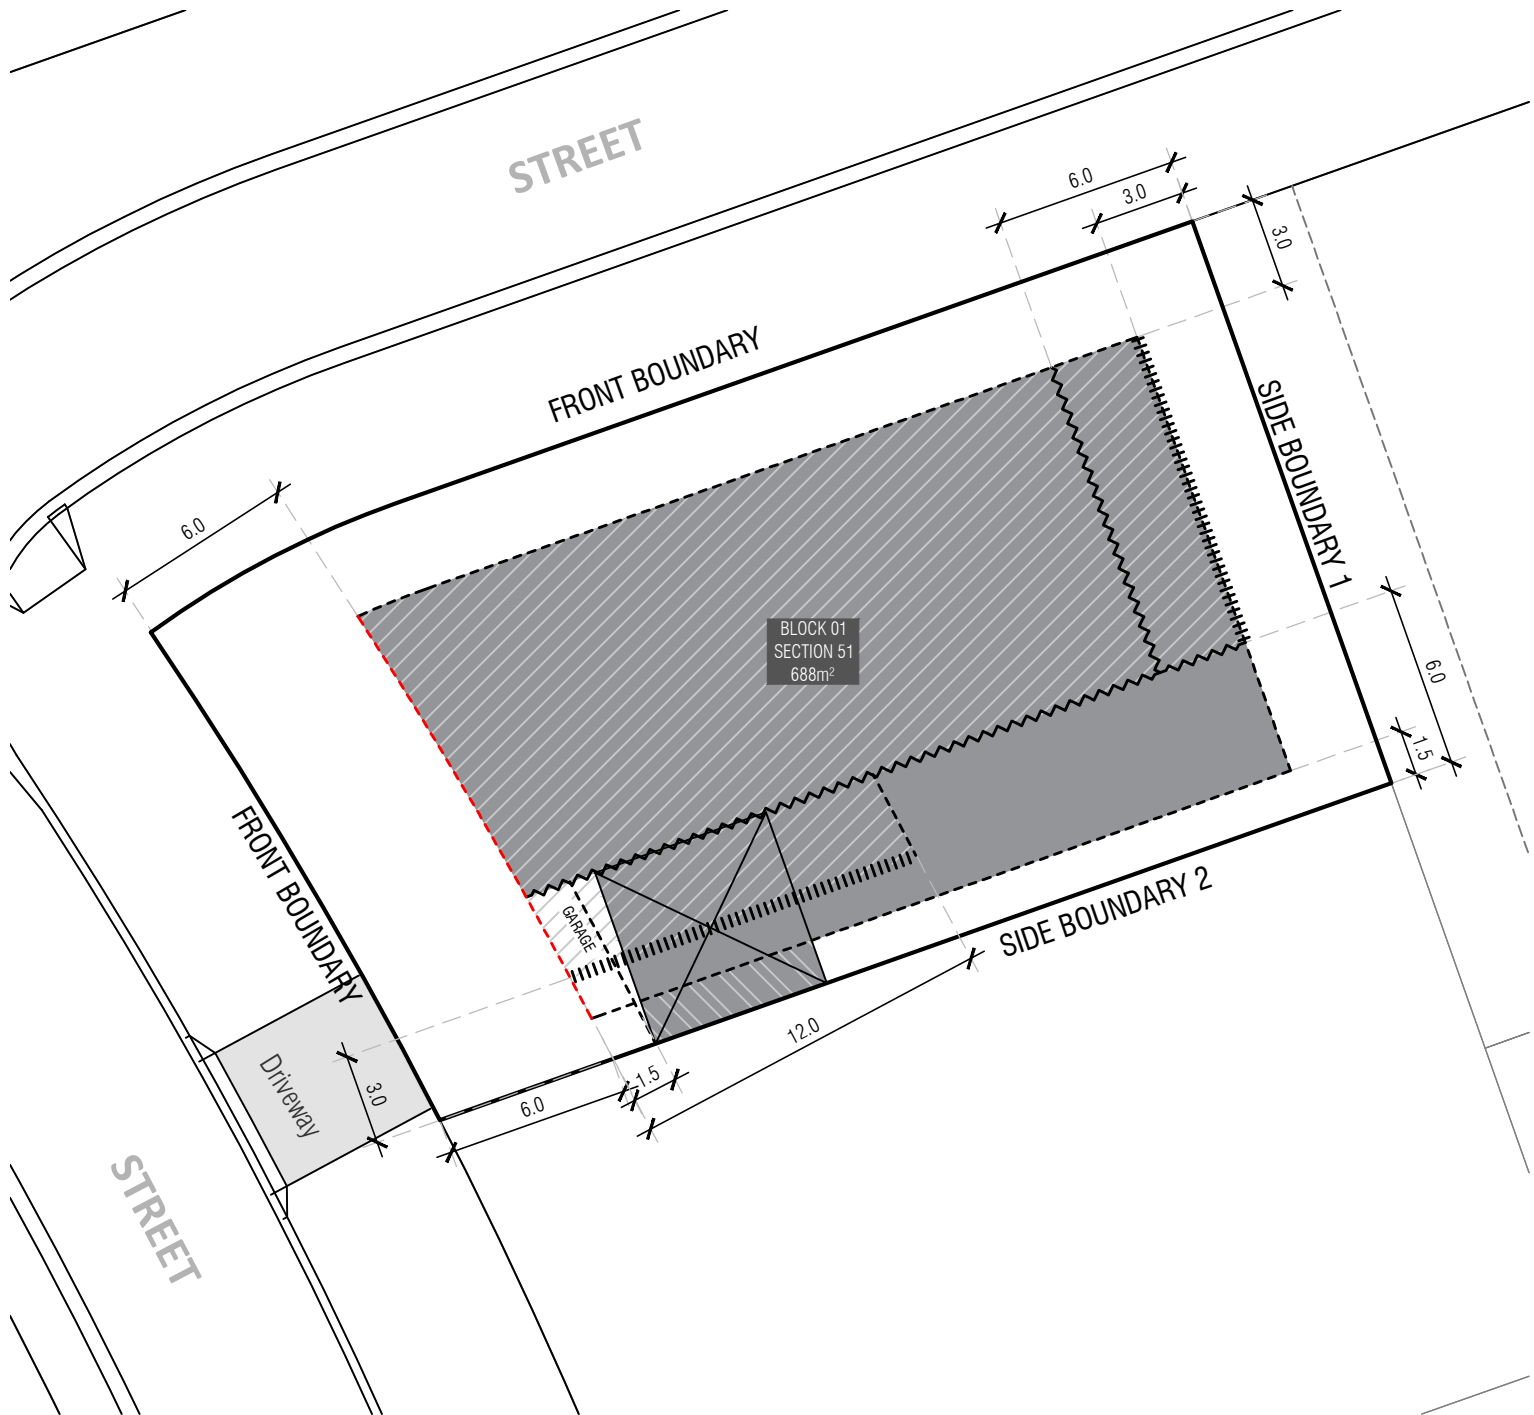 STREET
6.0
3.0
3.0
FRONT BOUNDARY
SIDE BOUNDARY 1
6.0
BLOCK 01
SECTION 51
688m²
6.0
1.5
FRONT BOUNDARY
GARAGE
SIDE BOUNDARY 2
12.0
Driveway
3.0
1.5
6.0
STREET